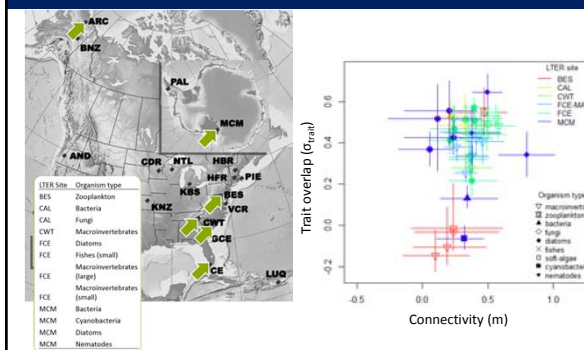 ARC
BNZ
PAL
MCM
AND
CDR
NTL
HBR
HFR
PIE
KBS
BES
KNZ
VCR
CWT
GCE
CE
LUQ
LTER Site Organism type
BES Zooplankton
CAL Bacteria
CAL Fungi
CWT Macroinvertebrates
FCE Diatoms
FCE Fishes (small)
FCE Macroinvertebrates (large)
FCE Macroinvertebrates (small)
MCM Bacteria
MCM Cyanobacteria
MCM Diatoms
MCM Nematodes
Trait overlap (σtrait)
0.6
0.4
0.2
0.0
-0.2
LTER site
BES
CAL
CWT
FCE-MA
FCE
MCM
Organism type
macroinverteb
zooplankton
bacteria
fungi
diatoms
fishes
soft-algae
cyanobacteria
nematodes
-0.5 0.0 0.5 1.0
Connectivity (m)